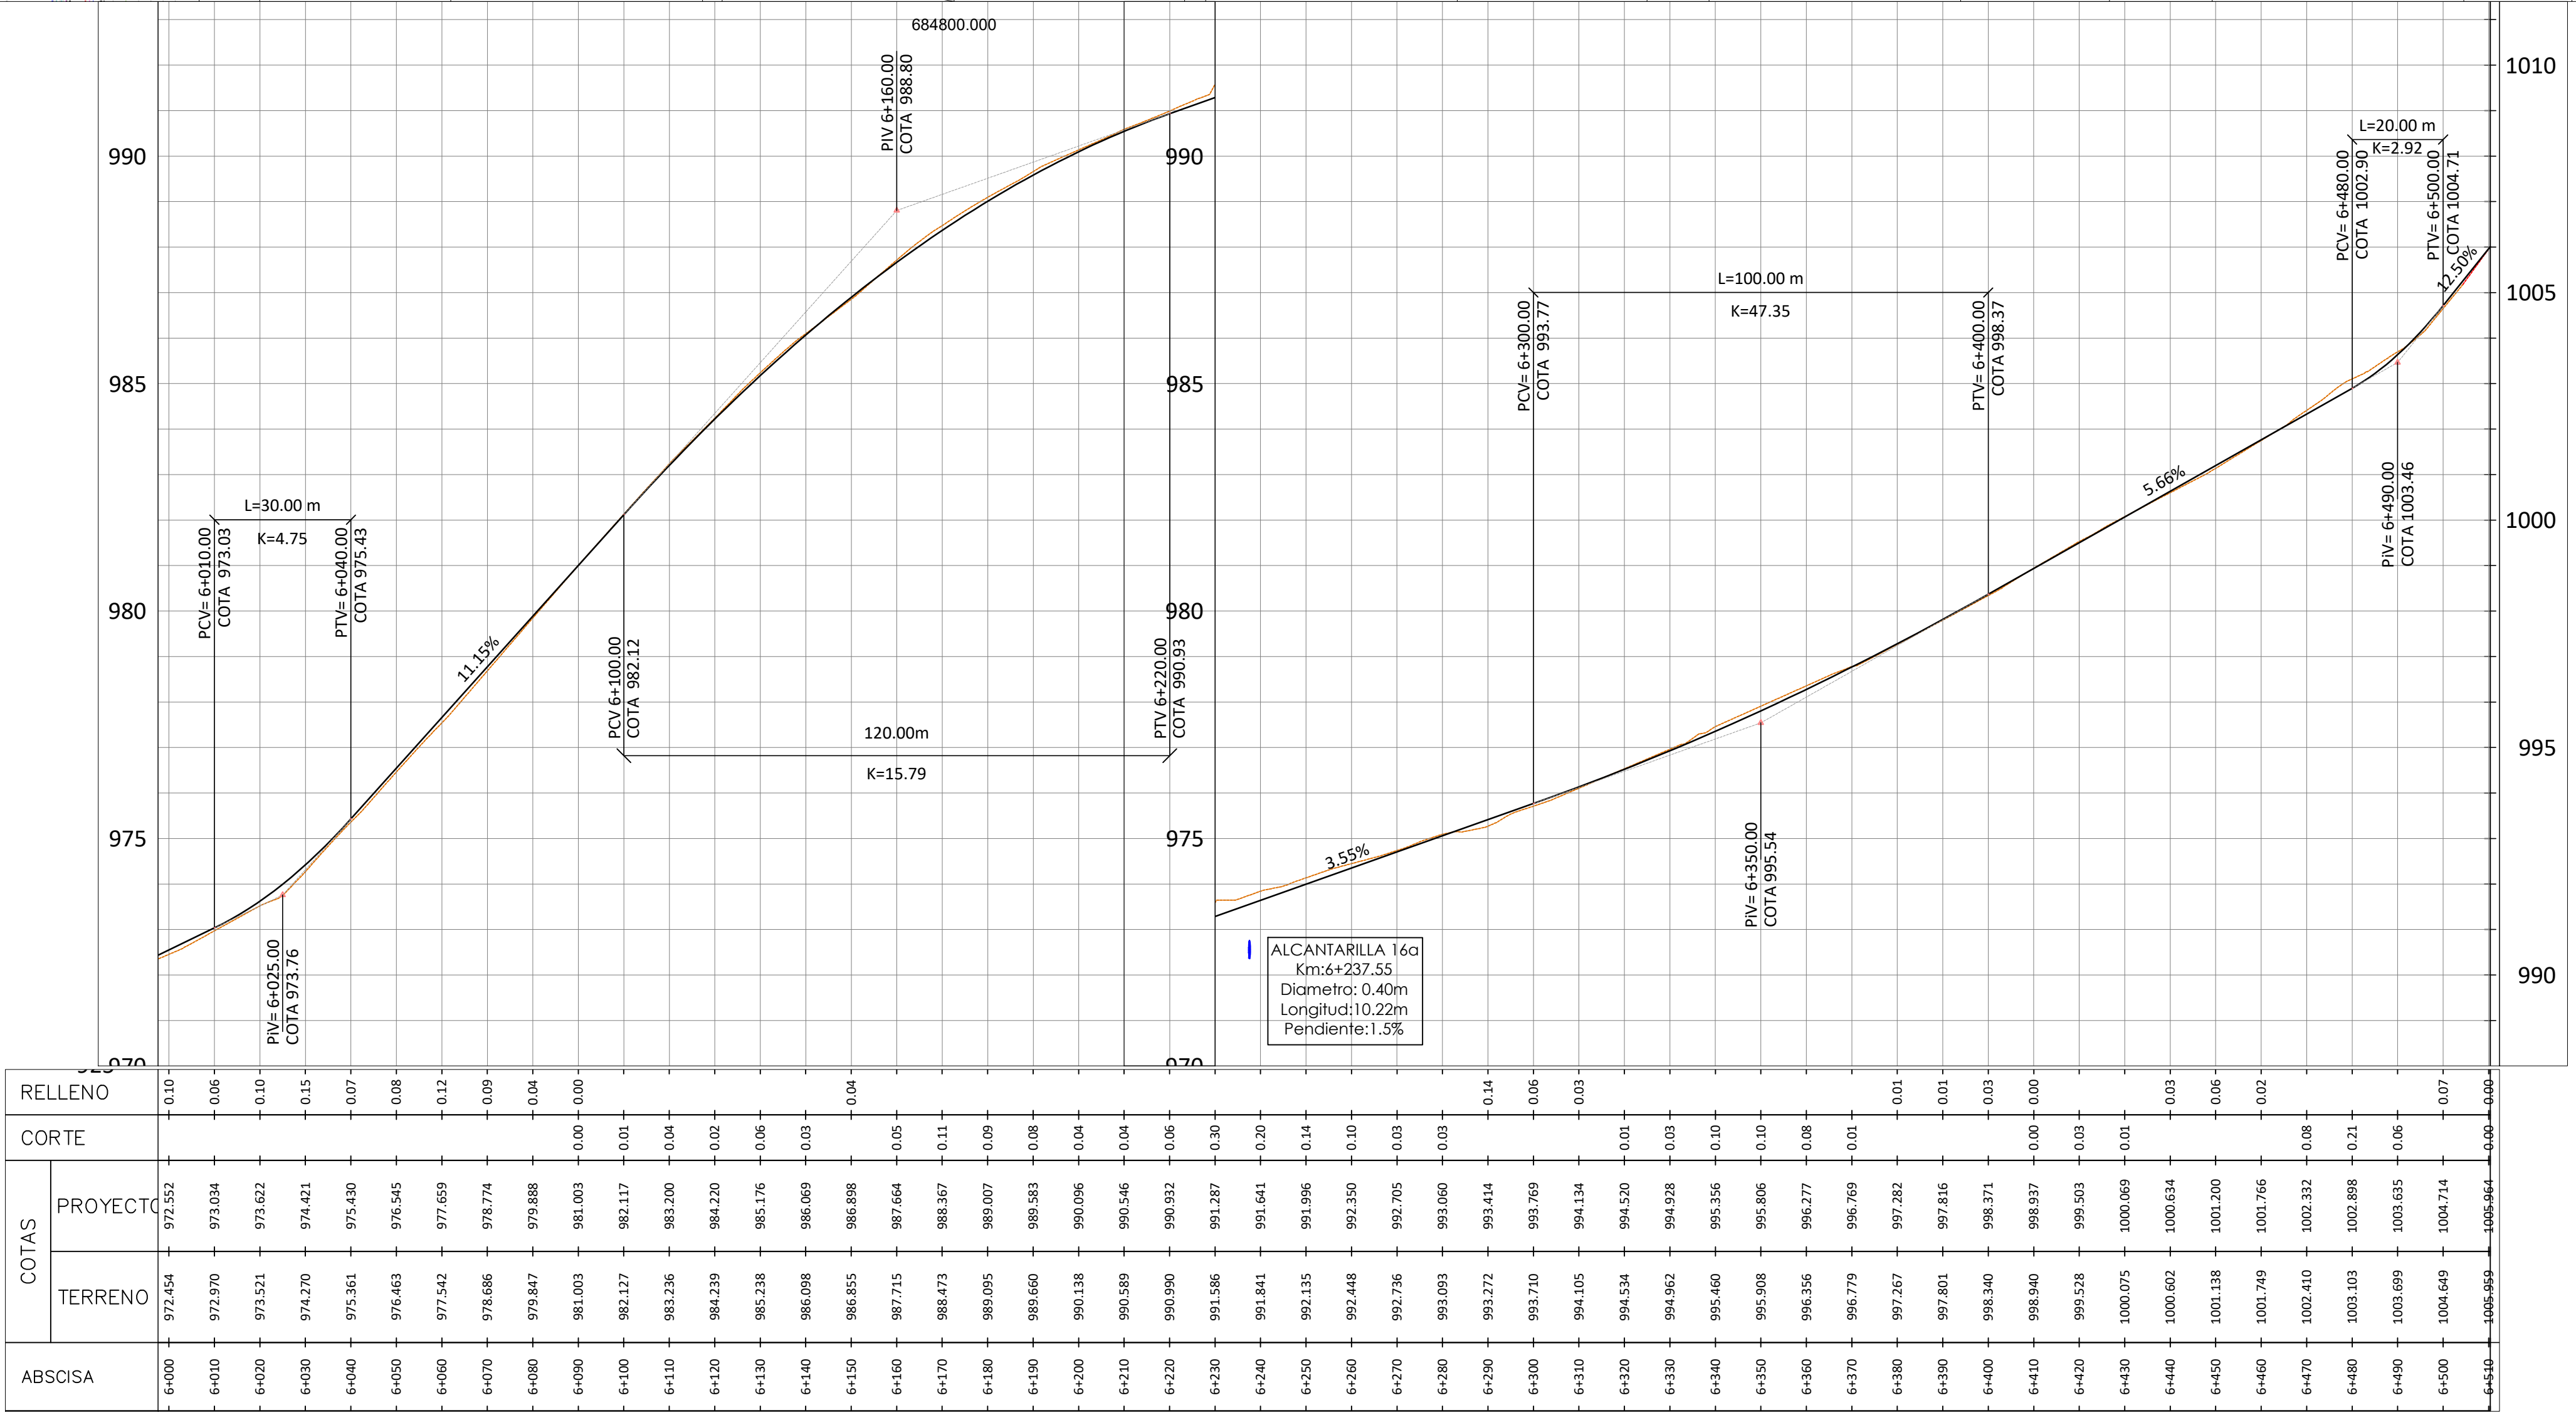 684800.000
PIV 6+160.00
COTA 988.80
1010
990
990
L=20.00 m
K=2.92
PCV= 6+480.00
COTA 1002.90
PTV= 6+500.00
COTA 1004.71
12.50%
L=100.00 m
K=47.35
1005
PCV= 6+300.00
COTA 993.77
PTV= 6+400.00
COTA 998.37
985
985
5.66%
PiV= 6+490.00
COTA 1003.46
L=30.00 m
K=4.75
1000
PCV= 6+010.00
COTA 973.03
PTV= 6+040.00
COTA 975.43
980
980
11.15%
PCV 6+100.00
COTA 982.12
PTV 6+220.00
COTA 990.93
120.00m
K=15.79
995
975
975
3.55%
PiV= 6+350.00
COTA 995.54
PiV= 6+025.00
COTA 973.76
ALCANTARILLA 16a
Km:6+237.55
Diametro: 0.40m
Longitud:10.22m
Pendiente:1.5%
990
970
970
RELLENO 0.10 0.06 0.10 0.15 0.07 0.08 0.12 0.09 0.04 0.00 0.04 0.14 0.06 0.03 0.01 0.01 0.03 0.00 0.03 0.06 0.02 0.07 0.00
CORTE 0.00 0.01 0.04 0.02 0.06 0.03 0.05 0.11 0.09 0.08 0.04 0.04 0.06 0.30 0.20 0.14 0.10 0.03 0.03 0.01 0.03 0.10 0.10 0.08 0.01 0.00 0.03 0.01 0.08 0.21 0.06 0.00
COTAS
PROYECTO 972.552 973.034 973.622 974.421 975.430 976.545 977.659 978.774 979.888 981.003 982.117 983.200 984.220 985.176 986.069 986.898 987.664 988.367 989.007 989.583 990.096 990.546 990.932 991.287 991.641 991.996 992.350 992.705 993.060 993.414 993.769 994.134 994.520 994.928 995.356 995.806 996.277 996.769 997.282 997.816 998.371 998.937 999.503 1000.069 1000.634 1001.200 1001.766 1002.332 1002.898 1003.635 1004.714 1005.964
TERRENO 972.454 972.970 973.521 974.270 975.361 976.463 977.542 978.686 979.847 981.003 982.127 983.236 984.239 985.238 986.098 986.855 987.715 988.473 989.095 989.660 990.138 990.589 990.990 991.586 991.841 992.135 992.448 992.736 993.093 993.272 993.710 994.105 994.534 994.962 995.460 995.908 996.356 996.779 997.267 997.801 998.340 998.940 999.528 1000.075 1000.602 1001.138 1001.749 1002.410 1003.103 1003.699 1004.649 1005.959
ABSCISA 6+000 6+010 6+020 6+030 6+040 6+050 6+060 6+070 6+080 6+090 6+100 6+110 6+120 6+130 6+140 6+150 6+160 6+170 6+180 6+190 6+200 6+210 6+220 6+230 6+240 6+250 6+260 6+270 6+280 6+290 6+300 6+310 6+320 6+330 6+340 6+350 6+360 6+370 6+380 6+390 6+400 6+410 6+420 6+430 6+440 6+450 6+460 6+470 6+480 6+490 6+500 6+510